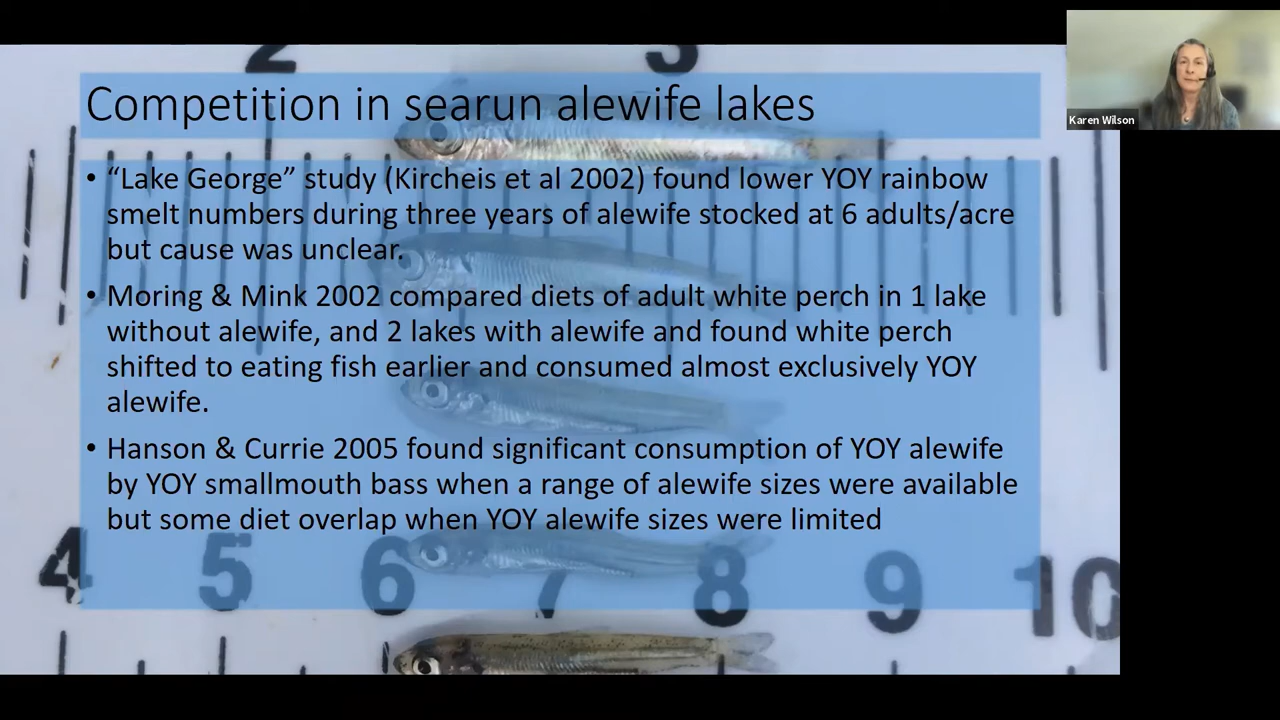 2 3
Competition in searun alewife lakes
• “Lake George” study (Kircheis et al 2002) found lower YOY rainbow
smelt numbers during three years of alewife stocked at 6 adults/acre
but cause was unclear.
• Moring & Mink 2002 compared diets of adult white perch in 1 lake
without alewife, and 2 lakes with alewife and found white perch
shifted to eating fish earlier and consumed almost exclusively YOY
alewife.
• Hanson & Currie 2005 found significant consumption of YOY alewife
by YOY smallmouth bass when a range of alewife sizes were available
but some diet overlap when YOY alewife sizes were limited
4 5 6 7 8 9 10
Karen Wilson